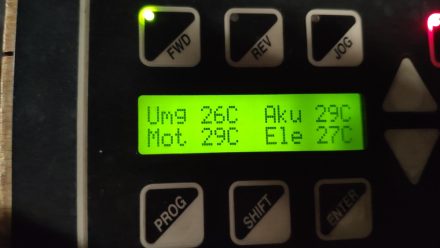 FWD REV JOG
Umg 26C Aku 29C
Mot 29C Ele 27C
PROG SHIFT ENTER